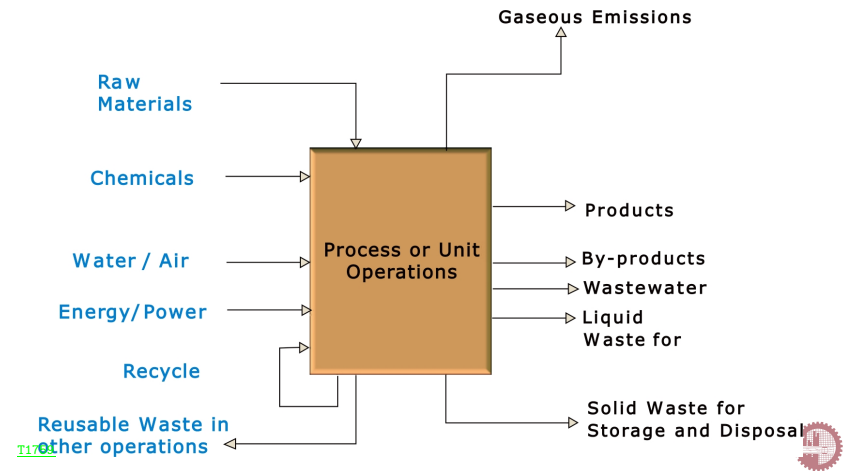 Gaseous Emissions
Raw
Materials
Chemicals
Products
Process or Unit
Operations
Water / Air
By-products
Wastewater
Energy/Power
Liquid
Waste for
Recycle
Solid Waste for
Storage and Disposal
Reusable Waste in
other operations